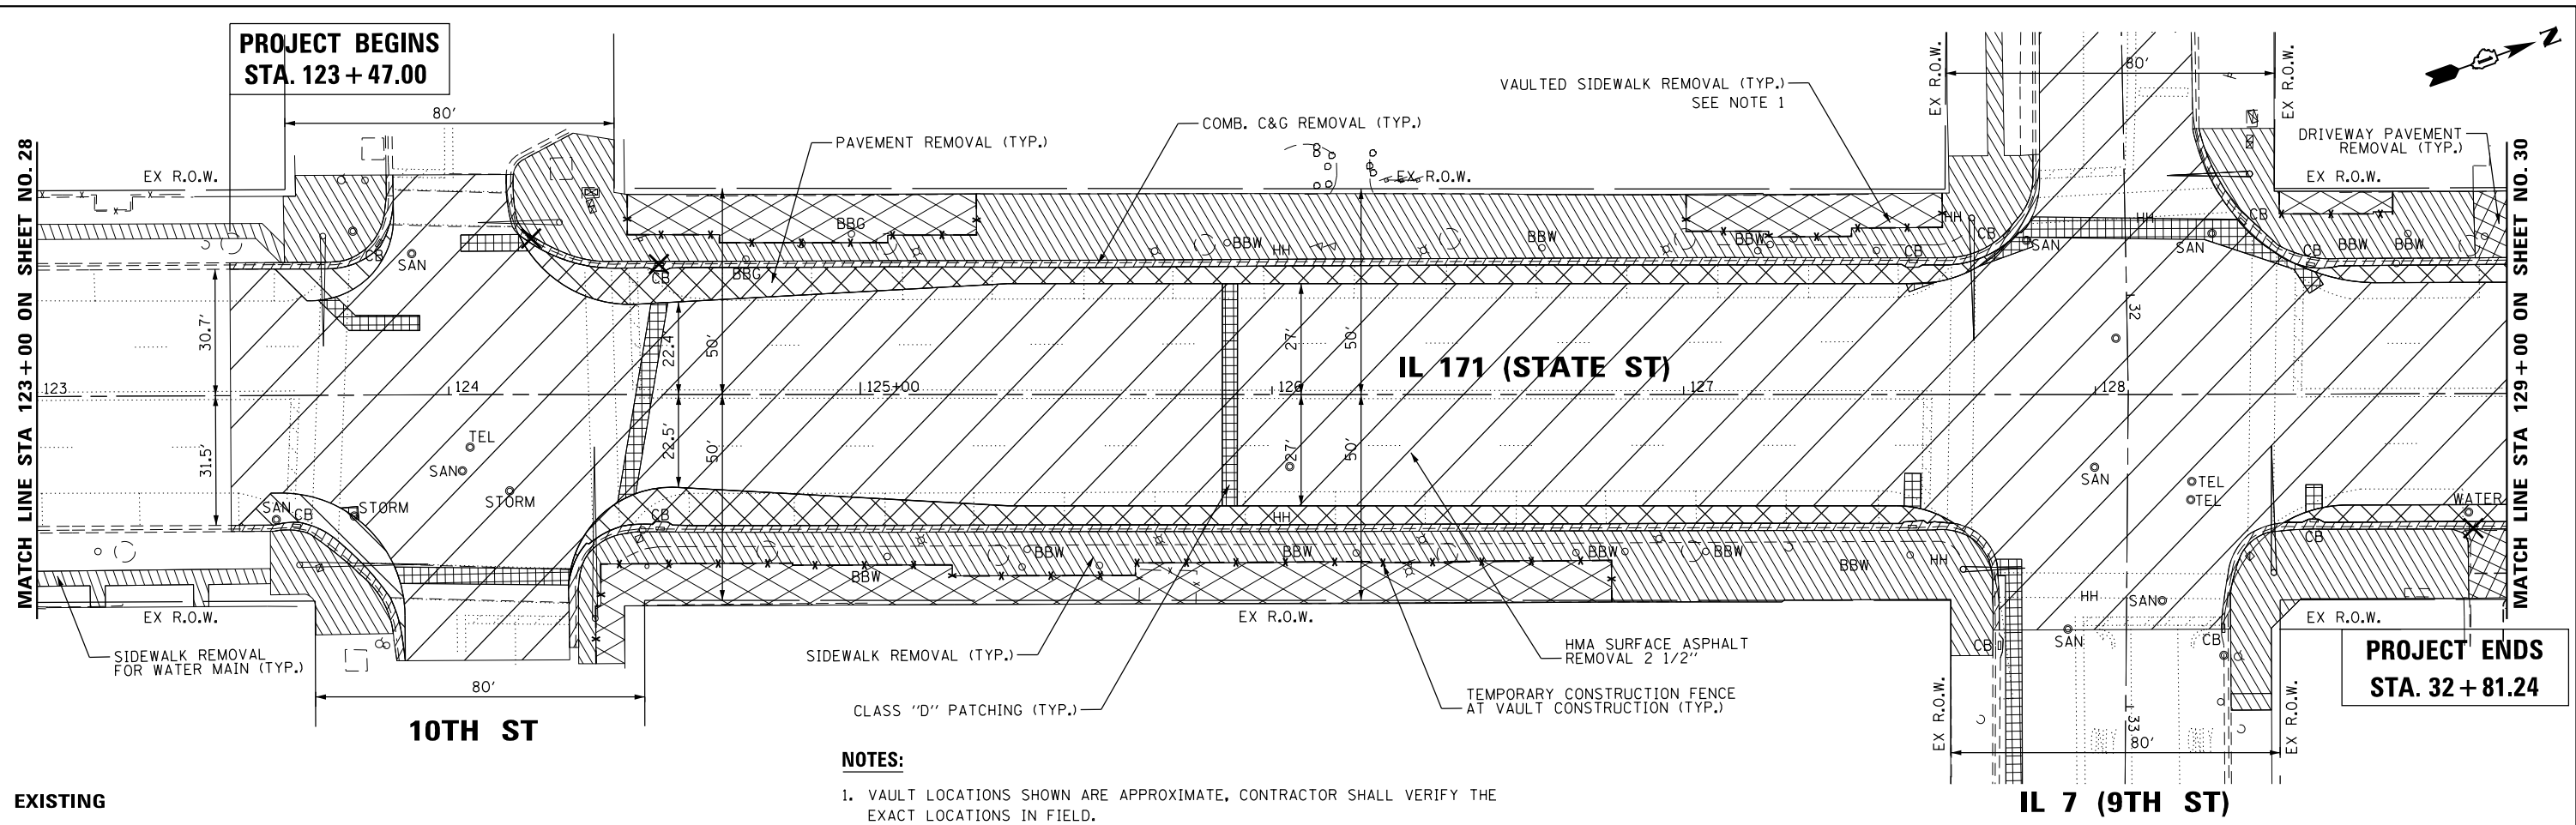 PROJECT BEGINS
STA. 123+47.00
80'
PAVEMENT REMOVAL (TYP.)
COMB. C&G REMOVAL (TYP.)
VAULTED SIDEWALK REMOVAL (TYP.)
SEE NOTE 1
EX R.O.W.
80'
EX R.O.W.
N
DRIVEWAY PAVEMENT
REMOVAL (TYP.)
MATCH LINE STA 123+00 ON SHEET NO. 28
EX R.O.W.
EX R.O.W.
EX R.O.W.
MATCH LINE STA 129+00 ON SHEET NO. 30
CB
SAN
BBG
BBG
CB
BBW
HH
BBW
BBW
HH
CB
CB
SAN
HH
SAN
CB
CB
BBW
BBW
30.7'
22.4'
50'
27'
50'
32
IL 171 (STATE ST)
123
124
125+00
126
127
128
31.5'
22.5'
50'
27'
50'
TEL
SAN
STORM
SAN
TEL
TEL
WATER
SAN
CB
STORM
CB
HH
CB
BBW
BBW
BBW
BBW
BBW
BBW
HH
HH
SAN
EX R.O.W.
EX R.O.W.
EX R.O.W.
CB
SAN
CB
SIDEWALK REMOVAL
FOR WATER MAIN (TYP.)
SIDEWALK REMOVAL (TYP.)
HMA SURFACE ASPHALT
REMOVAL 2 1/2"
PROJECT ENDS
STA. 32+81.24
80'
CLASS "D" PATCHING (TYP.)
TEMPORARY CONSTRUCTION FENCE
AT VAULT CONSTRUCTION (TYP.)
EX R.O.W.
33
EX R.O.W.
10TH ST
80'
NOTES:
EXISTING
1. VAULT LOCATIONS SHOWN ARE APPROXIMATE, CONTRACTOR SHALL VERIFY THE
EXACT LOCATIONS IN FIELD.
IL 7 (9TH ST)